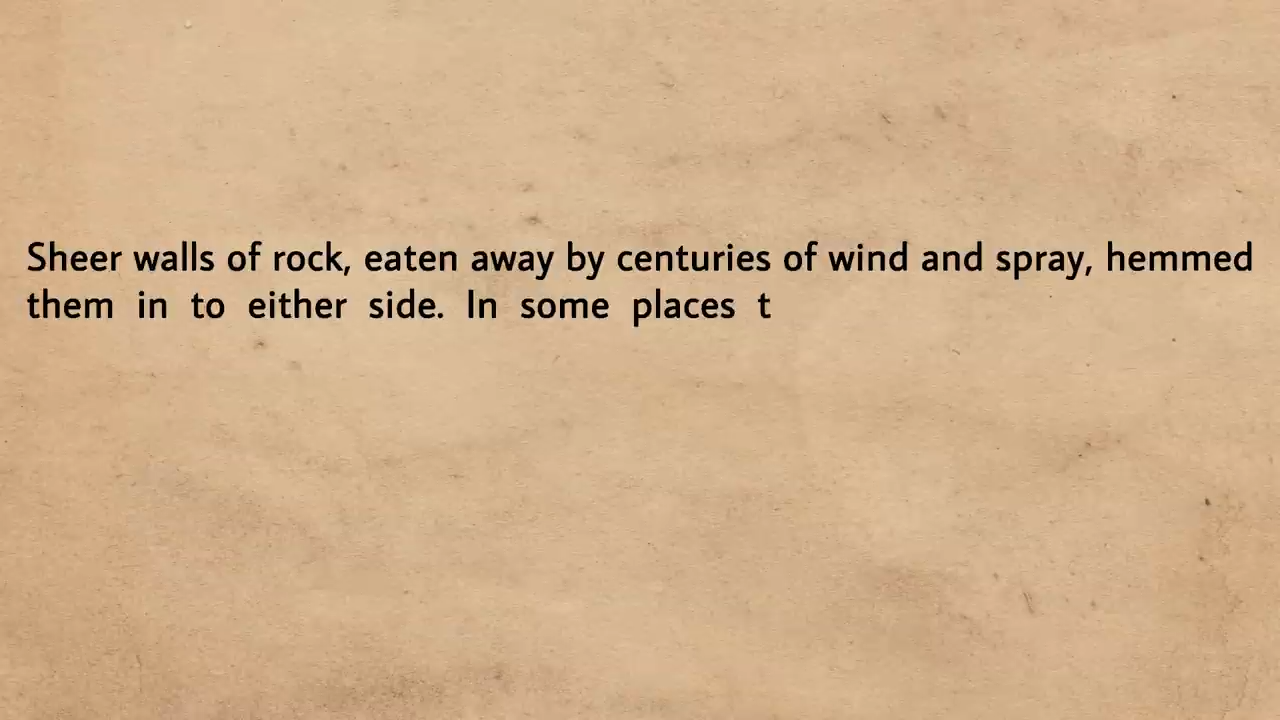 Sheer walls of rock, eaten away by centuries of wind and spray, hemmed
them in to either side. In some places t